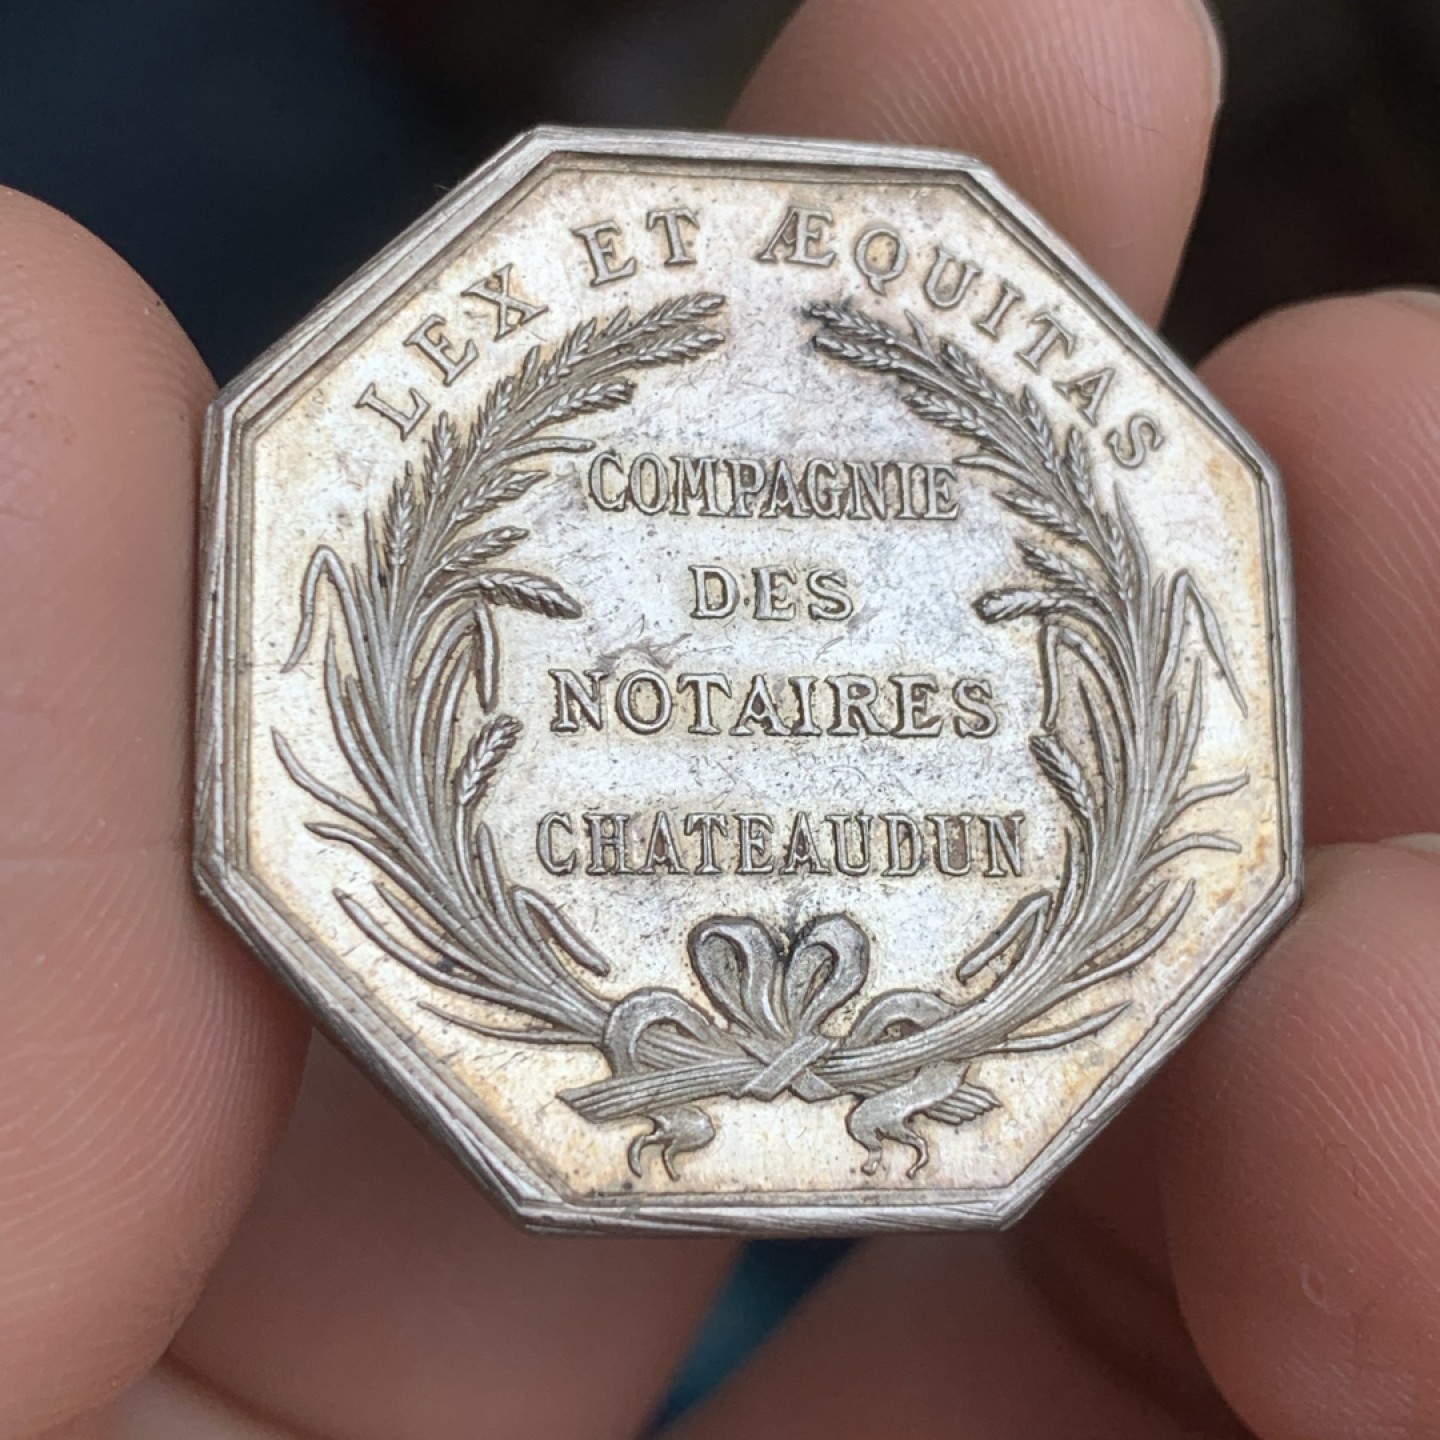 LEX ET ÆQUITAS
COMPAGNIE
DES
NOTAIRES
CHATEAUDUN